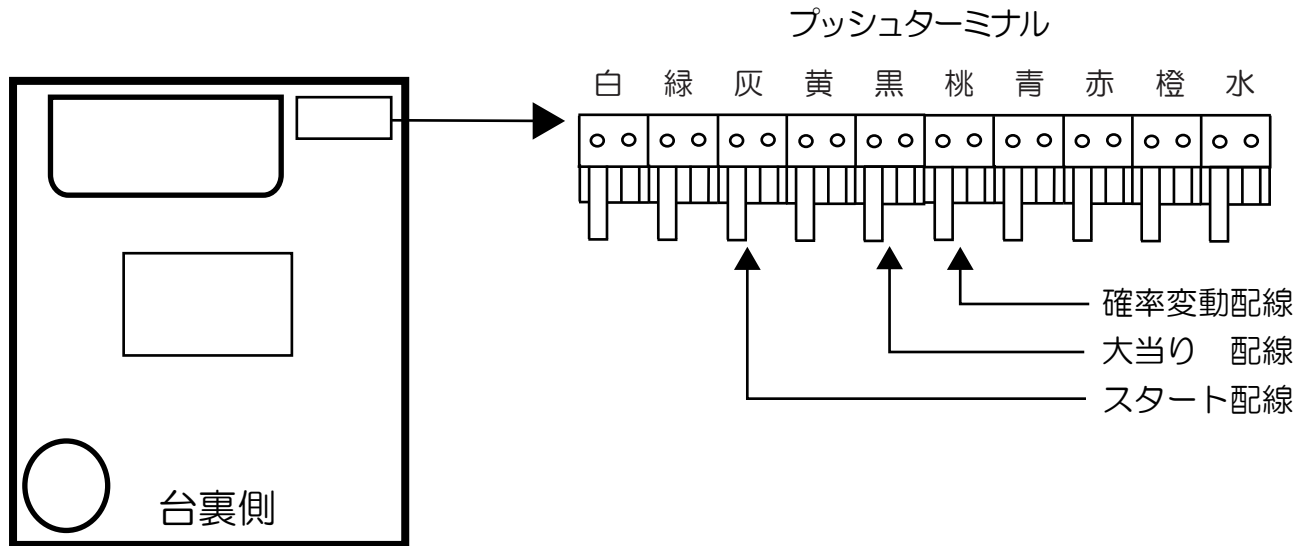 プッシュターミナル
白 緑 灰 黄 黒 桃 青 赤 橙 水
確率変動配線
大当り　配線
スタート配線
台裏側